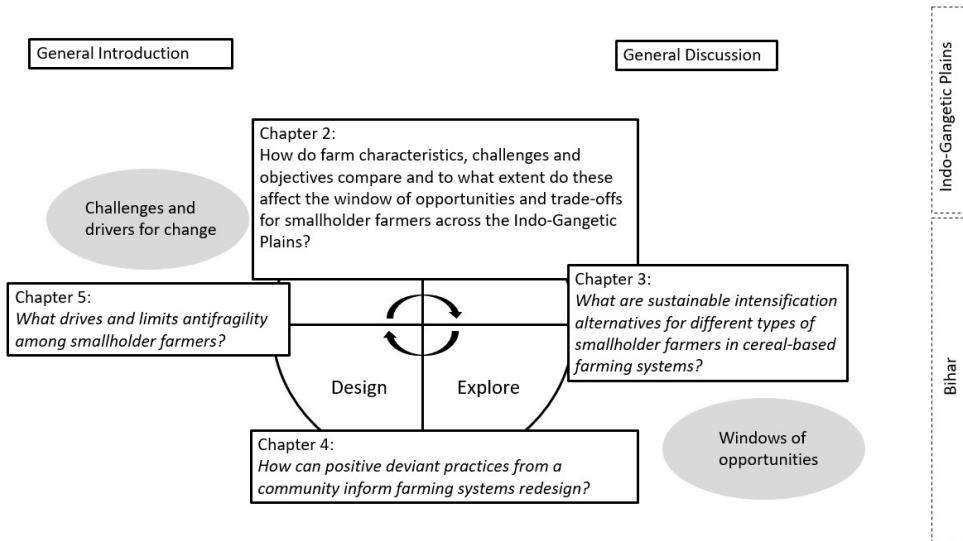 General Introduction
General Discussion
Indo-Gangetic Plains
Chapter 2:
How do farm characteristics, challenges and
objectives compare and to what extent do these
affect the window of opportunities and trade-offs
for smallholder farmers across the Indo-Gangetic
Plains?
Challenges and
drivers for change
Chapter 5:
What drives and limits antifragility
among smallholder farmers?
Chapter 3:
What are sustainable intensification
alternatives for different types of
smallholder farmers in cereal-based
farming systems?
Bihar
Design
Explore
Chapter 4:
How can positive deviant practices from a
community inform farming systems redesign?
Windows of
opportunities